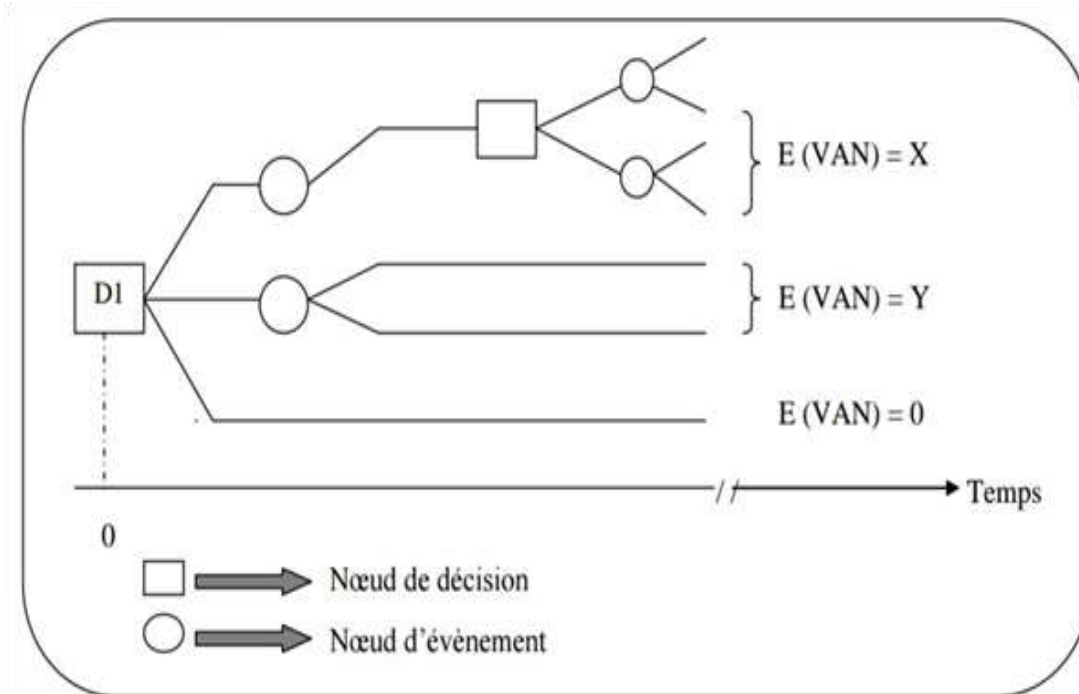 E (VAN) = X
D1
E (VAN) = Y
E (VAN) = 0
Temps
0
Nœud de décision
Nœud d'évènement